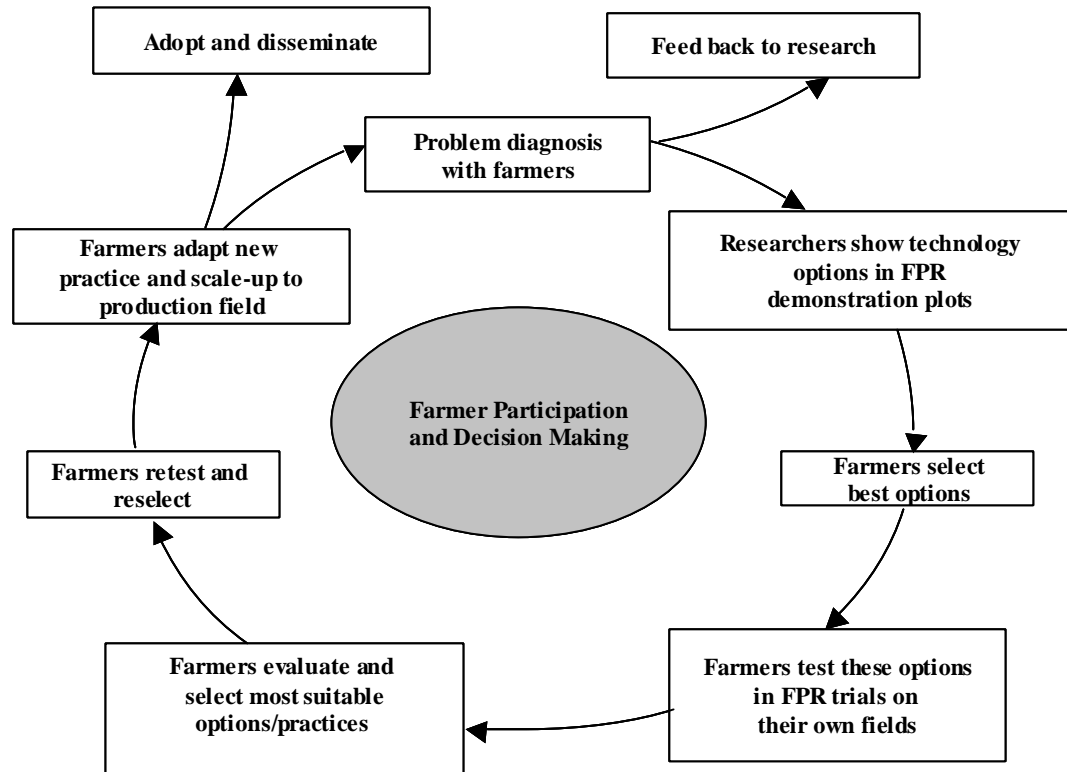 Adopt and disseminate
Feed back to research
Problem diagnosis
with farmers
Researchers show technology
options in FPR
demonstration plots
Farmers select
best options
Farmers test these options
in FPR trials on
their own fields
Farmers evaluate and
select most suitable
options/practices
Farmers retest and
reselect
Farmers adapt new
practice and scale-up to
production field
Farmer Participation
and Decision Making